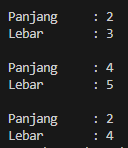 Panjang : 2
Lebar : 3
Panjang : 4
Lebar : 5
Panjang : 2
Lebar : 4